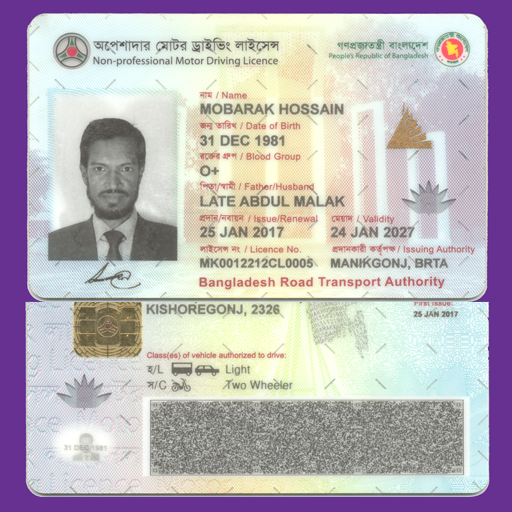 অপেশাদার মোটর ড্রাইভিং লাইসেন্স
Non-professional Motor Driving Licence
গণপ্রজাতন্ত্রী বাংলাদেশ
People's Republic of Bangladesh
নাম / Name
MOBARAK HOSSAIN
জন্ম তারিখ / Date of Birth
31 DEC 1981
রক্তের গ্রুপ / Blood Group
O+
পিতা/স্বামী / Father/Husband
LATE ABDUL MALAK
প্রদান/নবায়ন / Issue/Renewal মেয়াদ / Validity
25 JAN 2017 24 JAN 2027
লাইসেন্স নং / Licence No. প্রদানকারী কর্তৃপক্ষ / Issuing Authority
MK0012212CL0005 MANIKGONJ, BRTA
Bangladesh Road Transport Authority
KISHOREGONJ, 2326
First Issue:
25 JAN 2017
Class(es) of vehicle authorized to drive:
হ/L Light
স/C Two Wheeler
31 DEC 1981